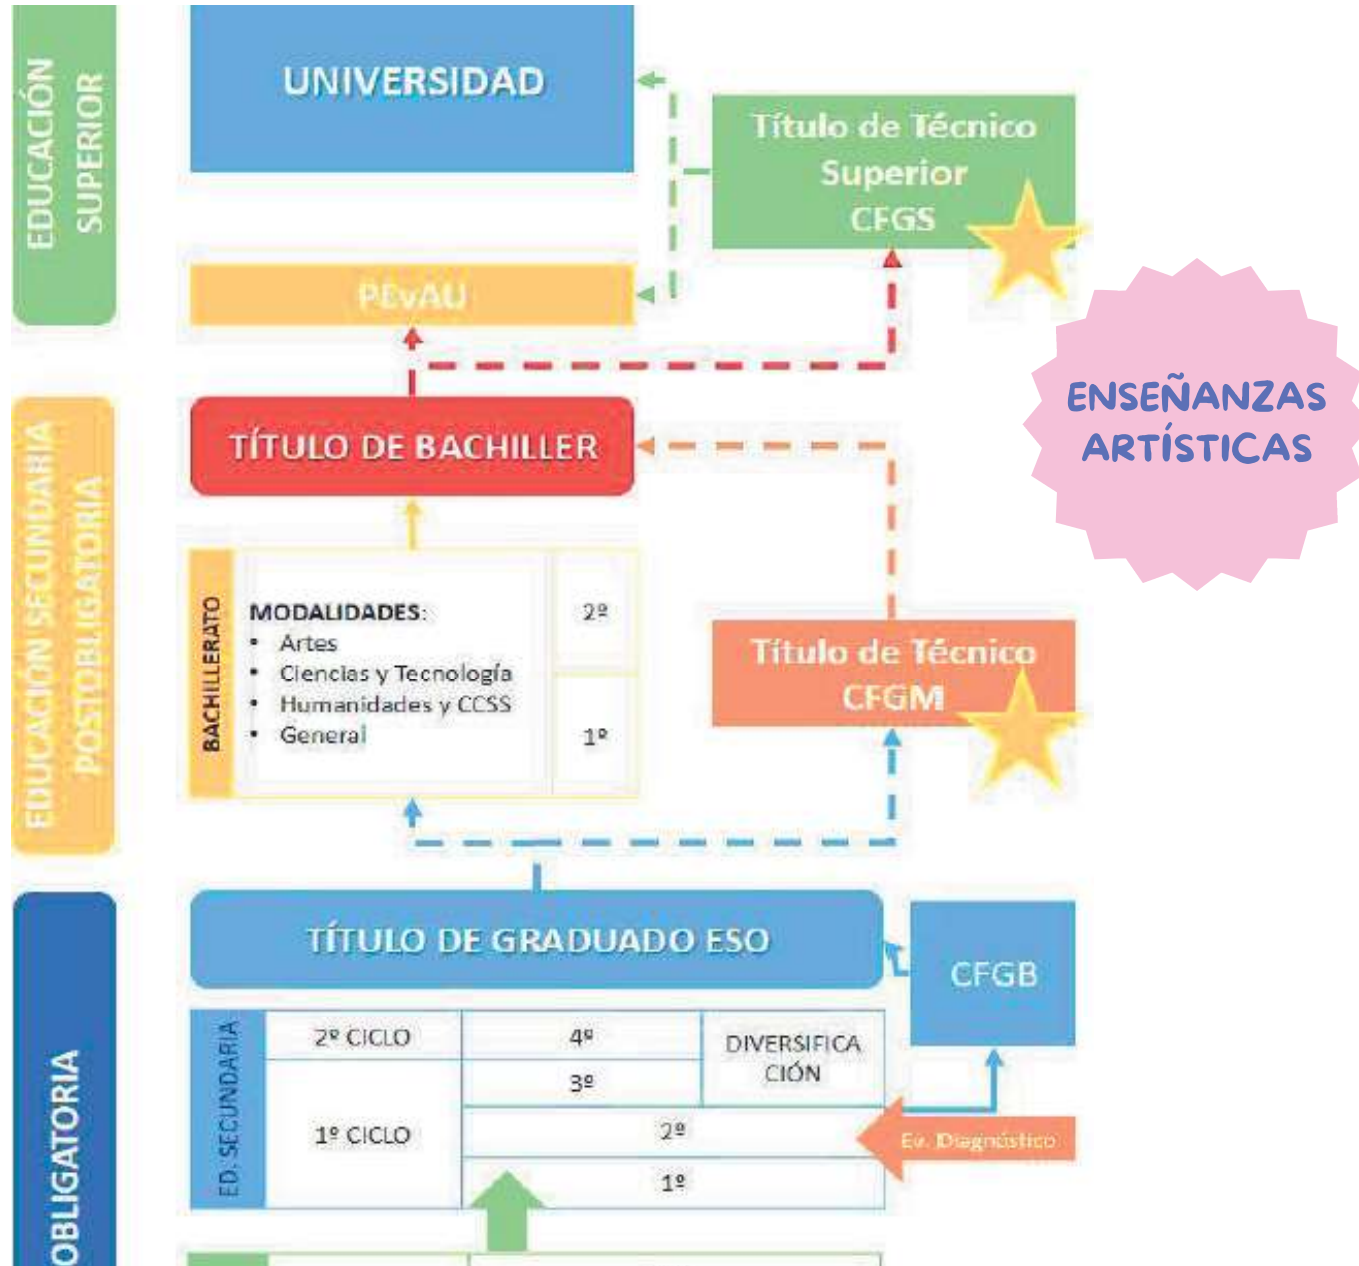 EDUCACIÓN
SUPERIOR
UNIVERSIDAD
Título de Técnico
Superior
CFGS
PEvAU
ENSEÑANZAS
ARTÍSTICAS
EDUCACIÓN SECUNDARIA
POSTOBLIGATORIA
TÍTULO DE BACHILLER
BACHILLERATO
MODALIDADES:
• Artes
• Ciencias y Tecnología
• Humanidades y CCSS
• General
2º
1º
Título de Técnico
CFGM
OBLIGATORIA
TÍTULO DE GRADUADO ESO
CFGB
ED. SECUNDARIA
2º CICLO
4º
DIVERSIFICA
CIÓN
3º
1º CICLO
2º
Ev. Diagnóstico
1º